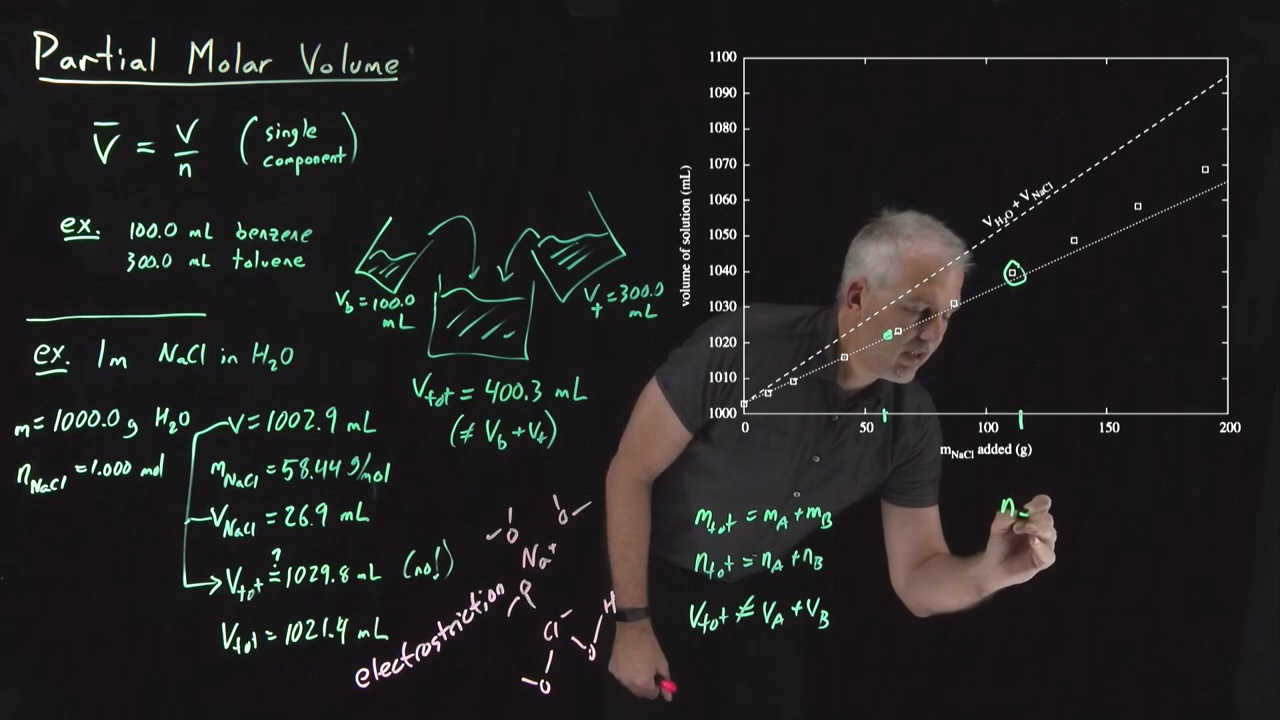 Partial Molar Volume
V̄ = V/n (single component)
ex. 100.0 mL benzene
300.0 mL toluene
V_b = 100.0 mL
V_t = 300.0 mL
V_tot = 400.3 mL
(≠ V_b + V_t)
ex. 1m NaCl in H₂O
m = 1000.0 g H₂O
V = 1002.9 mL
n_NaCl = 1.000 mol
m_NaCl = 58.44 g/mol
V_NaCl = 26.9 mL
V_tot ?= 1029.8 mL (no!)
V_tot = 1021.4 mL
electrostriction
O
O
Na⁺
O
Cl⁻
H
O
O
m_tot = m_A + m_B
n_tot = n_A + n_B
V_tot ≠ V_A + V_B
n =
volume of solution (mL)
1100
1090
1080
1070
1060
1050
1040
1030
1020
1010
1000
V_H₂O + V_NaCl
0 50 100 150 200
m_NaCl added (g)